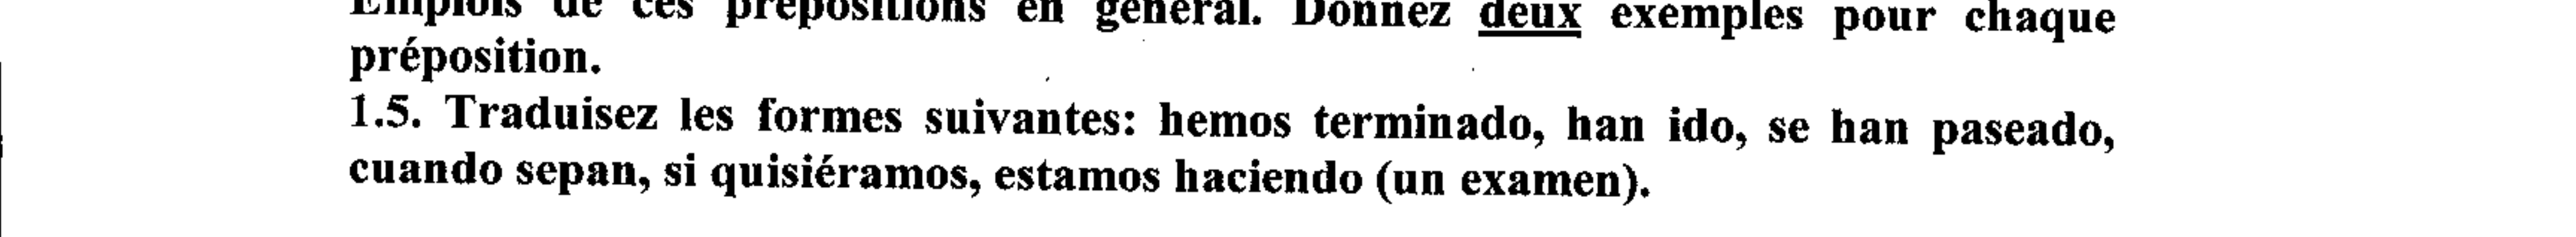 Emplois de ces prépositions en général. Donnez deux exemples pour chaque
préposition.
1.5. Traduisez les formes suivantes: hemos terminado, han ido, se han paseado,
cuando sepan, si quisiéramos, estamos haciendo (un examen).